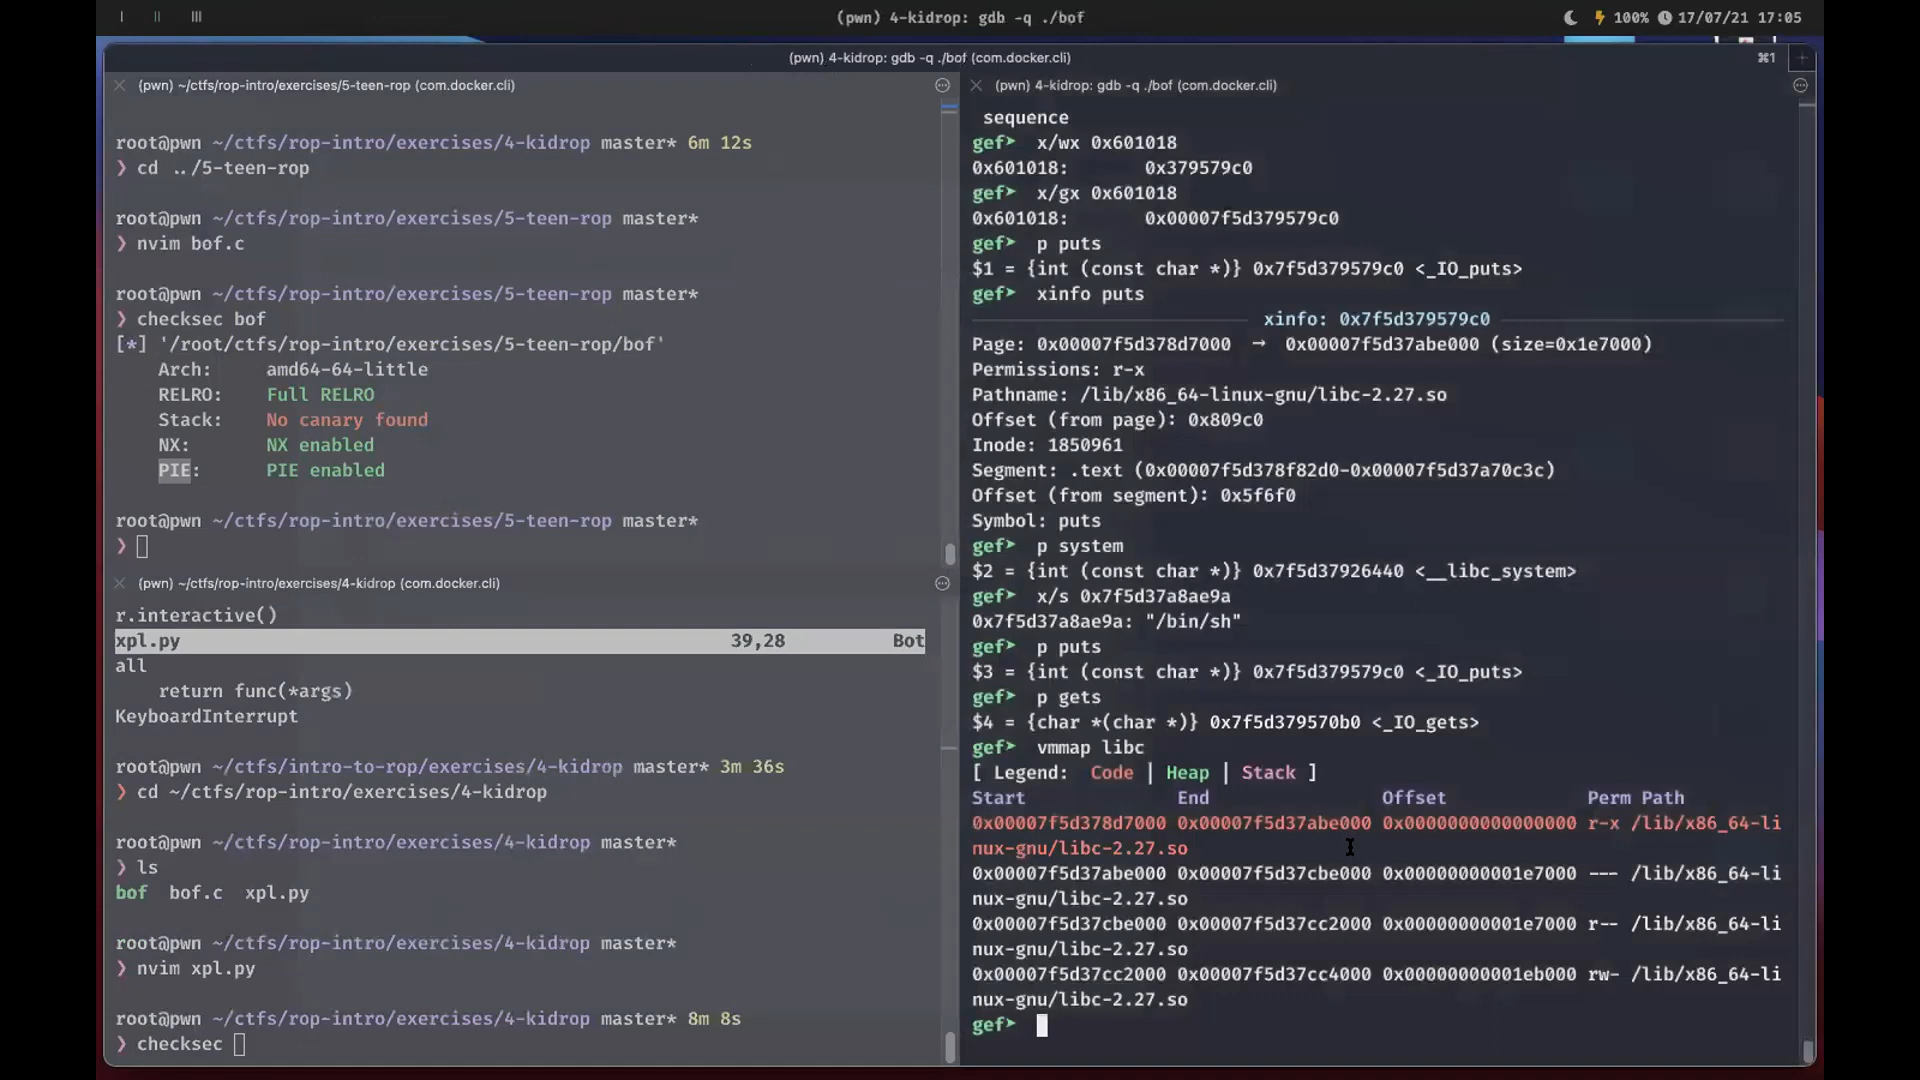 (pwn) 4-kidrop: gdb -q ./bof
100% 17/07/21 17:05
(pwn) 4-kidrop: gdb -q ./bof (com.docker.cli)
⌘1
(pwn) ~/ctfs/rop-intro/exercises/5-teen-rop (com.docker.cli)
root@pwn ~/ctfs/rop-intro/exercises/4-kidrop master* 6m 12s
❯ cd ../5-teen-rop
root@pwn ~/ctfs/rop-intro/exercises/5-teen-rop master*
❯ nvim bof.c
root@pwn ~/ctfs/rop-intro/exercises/5-teen-rop master*
❯ checksec bof
[*] '/root/ctfs/rop-intro/exercises/5-teen-rop/bof'
Arch: amd64-64-little
RELRO: Full RELRO
Stack: No canary found
NX: NX enabled
PIE: PIE enabled
root@pwn ~/ctfs/rop-intro/exercises/5-teen-rop master*
❯
(pwn) ~/ctfs/rop-intro/exercises/4-kidrop (com.docker.cli)
r.interactive()
xpl.py 39,28 Bot
all
return func(*args)
KeyboardInterrupt
root@pwn ~/ctfs/intro-to-rop/exercises/4-kidrop master* 3m 36s
❯ cd ~/ctfs/rop-intro/exercises/4-kidrop
root@pwn ~/ctfs/rop-intro/exercises/4-kidrop master*
❯ ls
bof bof.c xpl.py
root@pwn ~/ctfs/rop-intro/exercises/4-kidrop master*
❯ nvim xpl.py
root@pwn ~/ctfs/rop-intro/exercises/4-kidrop master* 8m 8s
❯ checksec
(pwn) 4-kidrop: gdb -q ./bof (com.docker.cli)
sequence
gef➤ x/wx 0x601018
0x601018: 0x379579c0
gef➤ x/gx 0x601018
0x601018: 0x00007f5d379579c0
gef➤ p puts
$1 = {int (const char *)} 0x7f5d379579c0 <_IO_puts>
gef➤ xinfo puts
xinfo: 0x7f5d379579c0
Page: 0x00007f5d378d7000 → 0x00007f5d37abe000 (size=0x1e7000)
Permissions: r-x
Pathname: /lib/x86_64-linux-gnu/libc-2.27.so
Offset (from page): 0x809c0
Inode: 1850961
Segment: .text (0x00007f5d378f82d0-0x00007f5d37a70c3c)
Offset (from segment): 0x5f6f0
Symbol: puts
gef➤ p system
$2 = {int (const char *)} 0x7f5d37926440 <__libc_system>
gef➤ x/s 0x7f5d37a8ae9a
0x7f5d37a8ae9a: "/bin/sh"
gef➤ p puts
$3 = {int (const char *)} 0x7f5d379579c0 <_IO_puts>
gef➤ p gets
$4 = {char *(char *)} 0x7f5d379570b0 <_IO_gets>
gef➤ vmmap libc
[ Legend: Code | Heap | Stack ]
Start End Offset Perm Path
0x00007f5d378d7000 0x00007f5d37abe000 0x0000000000000000 r-x /lib/x86_64-li
nux-gnu/libc-2.27.so
0x00007f5d37abe000 0x00007f5d37cbe000 0x00000000001e7000 --- /lib/x86_64-li
nux-gnu/libc-2.27.so
0x00007f5d37cbe000 0x00007f5d37cc2000 0x00000000001e7000 r-- /lib/x86_64-li
nux-gnu/libc-2.27.so
0x00007f5d37cc2000 0x00007f5d37cc4000 0x00000000001eb000 rw- /lib/x86_64-li
nux-gnu/libc-2.27.so
gef➤